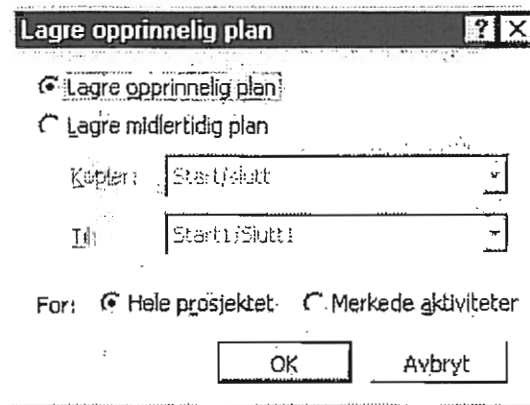 Lagre opprinnelig plan ? X
Lagre opprinnelig plan
Lagre midlertidig plan
Kopier: Start/slutt
Til: Start1/Slutt1
For: Hele prosjektet Merkede aktiviteter
OK Avbryt